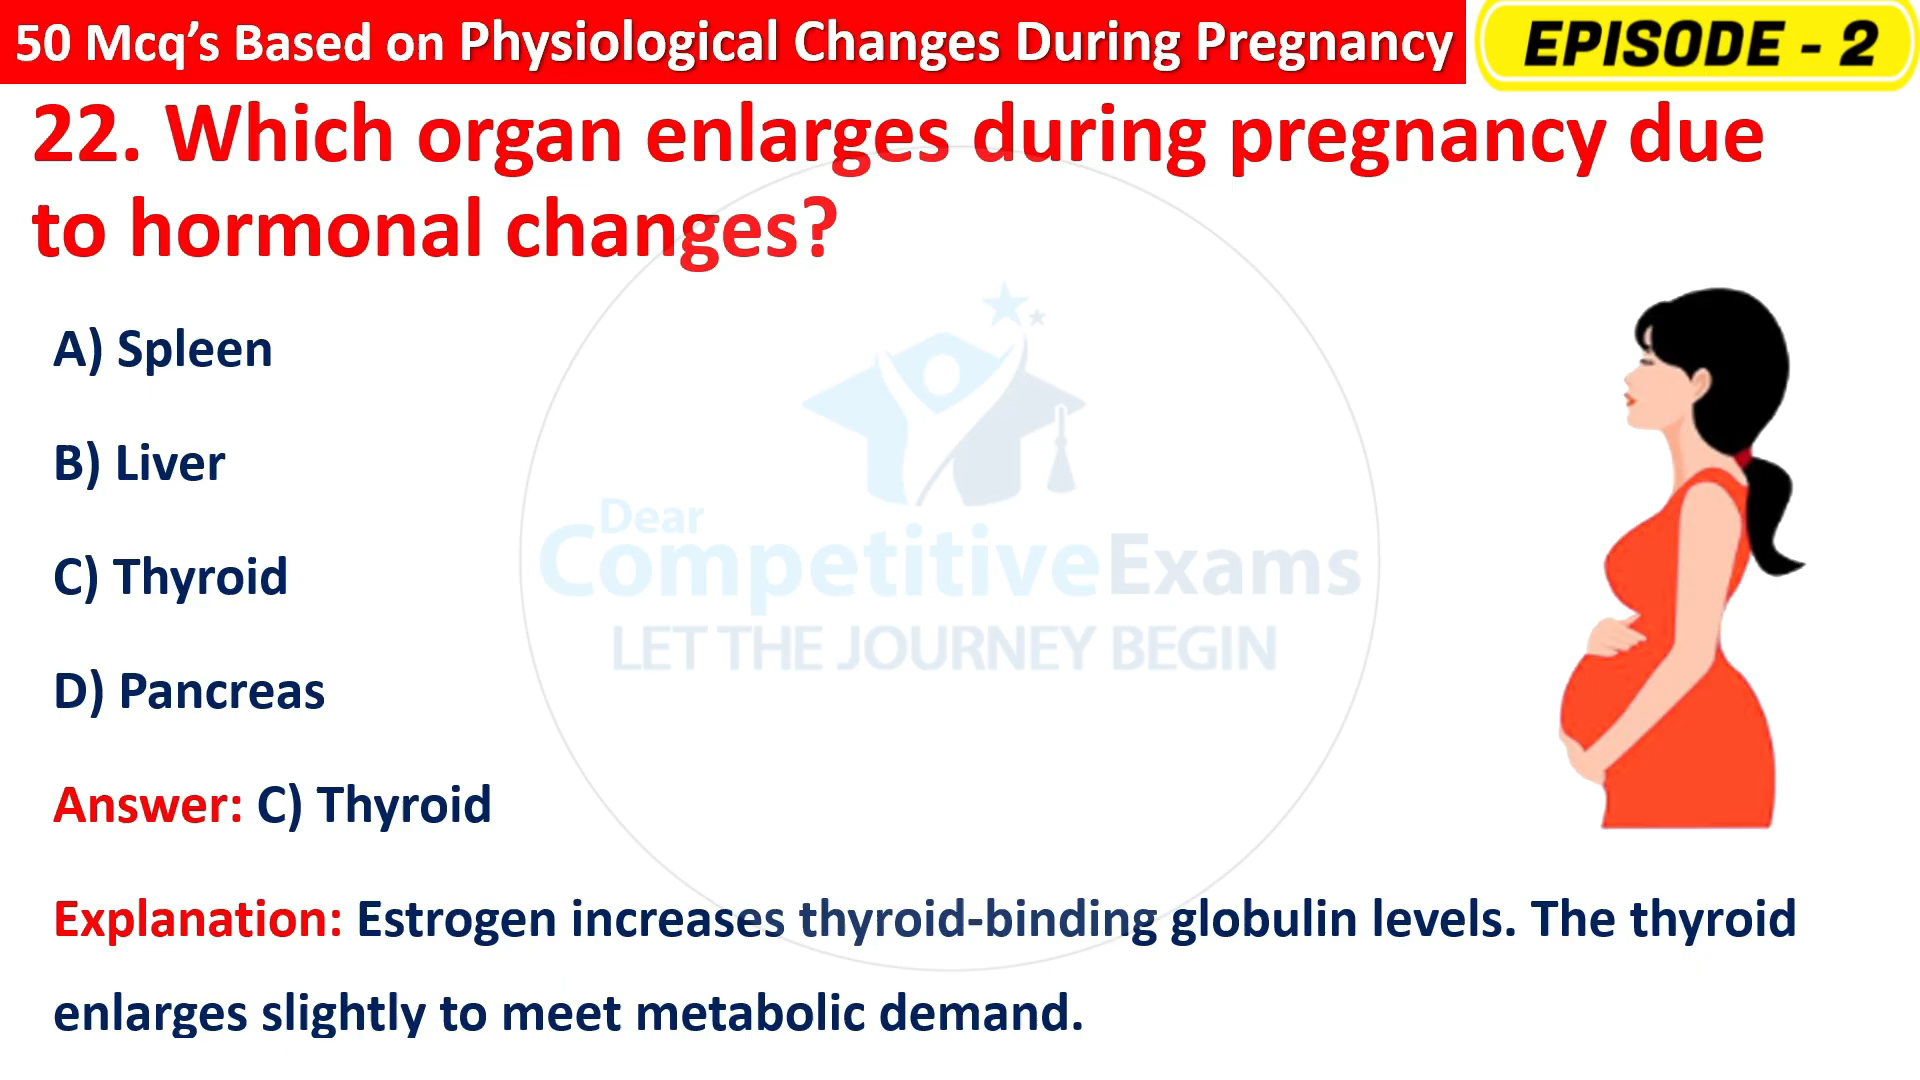 50 Mcq’s Based on Physiological Changes During Pregnancy
EPISODE - 2
22. Which organ enlarges during pregnancy due
to hormonal changes?
A) Spleen
B) Liver
C) Thyroid
D) Pancreas
Answer: C) Thyroid
Explanation: Estrogen increases thyroid-binding globulin levels. The thyroid
enlarges slightly to meet metabolic demand.
Dear
CompetitiveExams
LET THE JOURNEY BEGIN